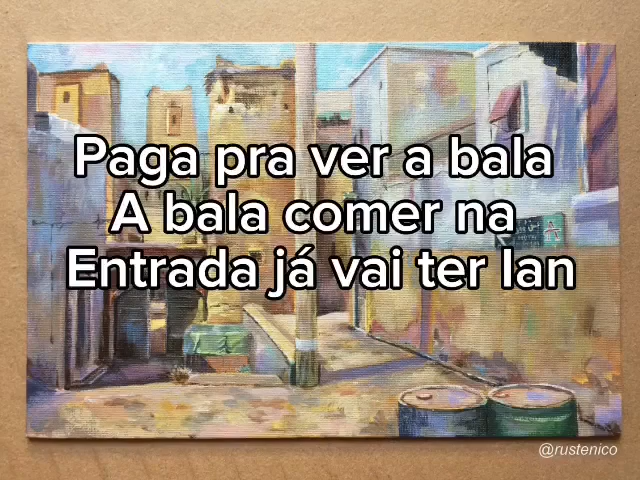 Paga pra ver a bala
A bala comer na
Entrada já vai ter lan
@rustenico